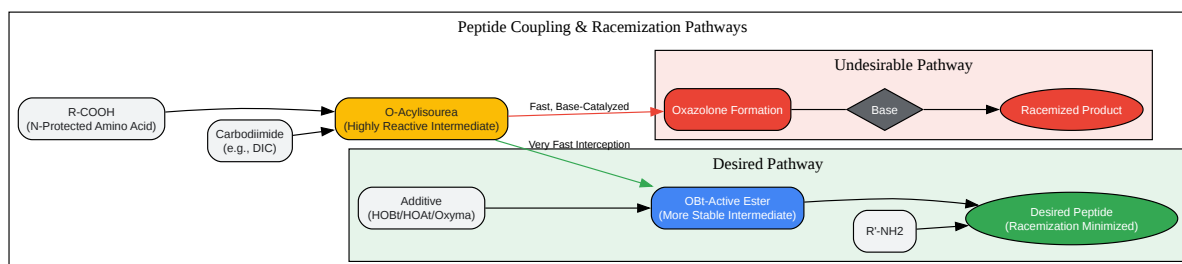 Peptide Coupling & Racemization Pathways
Undesirable Pathway
R-COOH
(N-Protected Amino Acid)
Carbodiimide
(e.g., DIC)
O-Acylisourea
(Highly Reactive Intermediate)
Fast, Base-Catalyzed
Oxazolone Formation
Base
Racemized Product
Very Fast Interception
Desired Pathway
Additive
(HOBt/HOAt/Oxyma)
OBt-Active Ester
(More Stable Intermediate)
R'-NH2
Desired Peptide
(Racemization Minimized)